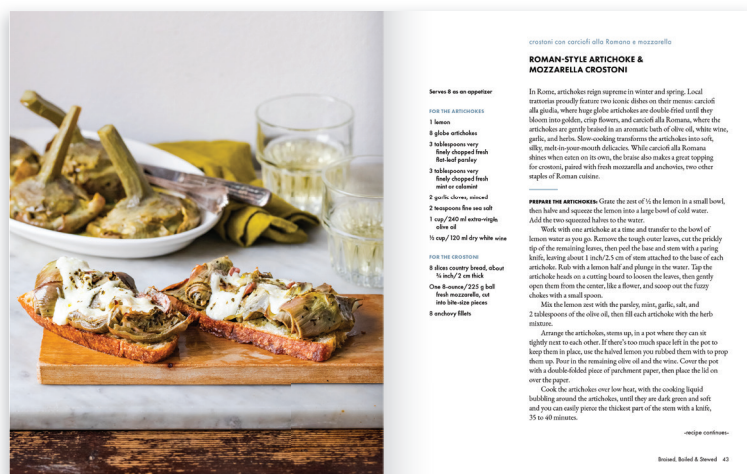 crostoni con carciofi alla Romana e mozzarella
ROMAN-STYLE ARTICHOKE &
MOZZARELLA CROSTONI
Serves 8 as an appetizer
FOR THE ARTICHOKES
1 lemon
8 globe artichokes
3 tablespoons very
finely chopped fresh
flat-leaf parsley
3 tablespoons very
finely chopped fresh
mint or calamint
2 garlic cloves, minced
2 teaspoons fine sea salt
1 cup/240 ml extra-virgin
olive oil
½ cup/120 ml dry white wine
FOR THE CROSTONI
8 slices country bread, about
¾ inch/2 cm thick
One 8-ounce/225 g ball
fresh mozzarella, cut
into bite-size pieces
8 anchovy fillets
In Rome, artichokes reign supreme in winter and spring. Local
trattorias proudly feature two iconic dishes on their menus: carciofi
alla giudia, where huge globe artichokes are double-fried until they
bloom into golden, crisp flowers, and carciofi alla Romana, where the
artichokes are gently braised in an aromatic bath of olive oil, white wine,
garlic, and herbs. Slow-cooking transforms the artichokes into soft,
silky, melt-in-your-mouth delicacies. While carciofi alla Romana
shines when eaten on its own, the braise also makes a great topping
for crostoni, paired with fresh mozzarella and anchovies, two other
staples of Roman cuisine.
PREPARE THE ARTICHOKES: Grate the zest of ½ the lemon in a small bowl,
then halve and squeeze the lemon into a large bowl of cold water.
Add the two squeezed halves to the water.
Work with one artichoke at a time and transfer to the bowl of
lemon water as you go. Remove the tough outer leaves, cut the prickly
tip of the remaining leaves, then peel the base and stem with a paring
knife, leaving about 1 inch/2.5 cm of stem attached to the base of each
artichoke. Rub with a lemon half and plunge in the water. Tap the
artichoke heads on a cutting board to loosen the leaves, then gently
open them from the center, like a flower, and scoop out the fuzzy
chokes with a small spoon.
Mix the lemon zest with the parsley, mint, garlic, salt, and
2 tablespoons of the olive oil, then fill each artichoke with the herb
mixture.
Arrange the artichokes, stems up, in a pot where they can sit
tightly next to each other. If there's too much space left in the pot to
keep them in place, use the halved lemon you rubbed them with to prop
them up. Pour in the remaining olive oil and the wine. Cover the pot
with a double-folded piece of parchment paper, then place the lid on
over the paper.
Cook the artichokes over low heat, with the cooking liquid
bubbling around the artichokes, until they are dark green and soft
and you can easily pierce the thickest part of the stem with a knife,
35 to 40 minutes.
-recipe continues-
Braised, Boiled & Stewed 43